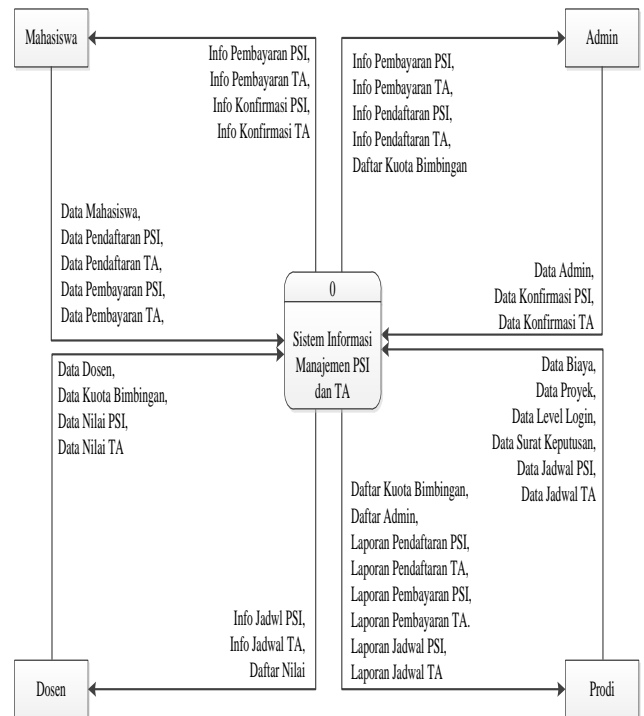 Mahasiswa
Admin
Info Pembayaran PSI,
Info Pembayaran TA,
Info Konfirmasi PSI,
Info Konfirmasi TA
Info Pembayaran PSI,
Info Pembayaran TA,
Info Pendaftaran PSI,
Info Pendaftaran TA,
Daftar Kuota Bimbingan
Data Mahasiswa,
Data Pendaftaran PSI,
Data Pendaftaran TA,
Data Pembayaran PSI,
Data Pembayaran TA,
Data Admin,
Data Konfirmasi PSI,
Data Konfirmasi TA
0
Sistem Informasi
Manajemen PSI
dan TA
Data Dosen,
Data Kuota Bimbingan,
Data Nilai PSI,
Data Nilai TA
Data Biaya,
Data Proyek,
Data Level Login,
Data Surat Keputusan,
Data Jadwal PSI,
Data Jadwal TA
Info Jadwl PSI,
Info Jadwal TA,
Daftar Nilai
Daftar Kuota Bimbingan,
Daftar Admin,
Laporan Pendaftaran PSI,
Laporan Pendaftaran TA,
Laporan Pembayaran PSI,
Laporan Pembayaran TA.
Laporan Jadwal PSI,
Laporan Jadwal TA
Dosen
Prodi